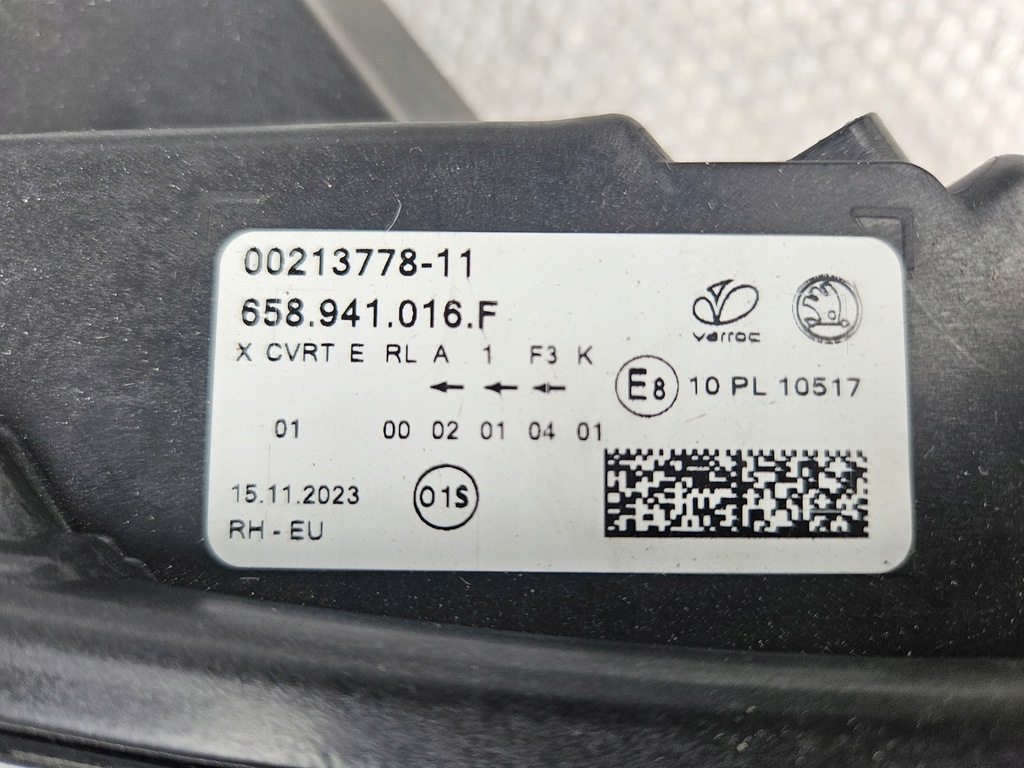 00213778-11
658.941.016.F
varroc
X CVRT E RL A 1 F3 K
← ← ←
E8 10 PL 10517
01 00 02 01 04 01
15.11.2023
01S
RH - EU